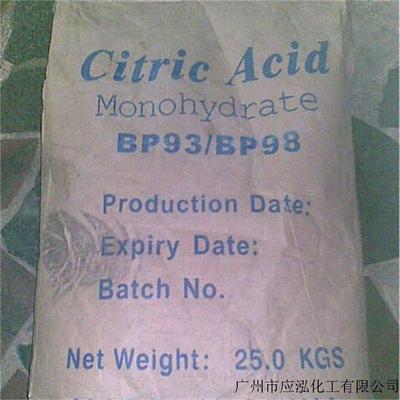 Citric Acid
Monohydrate
BP93/BP98
Production Date:
Expiry Date:
Batch No.
Net Weight: 25.0 KGS
广州市应泓化工有限公司